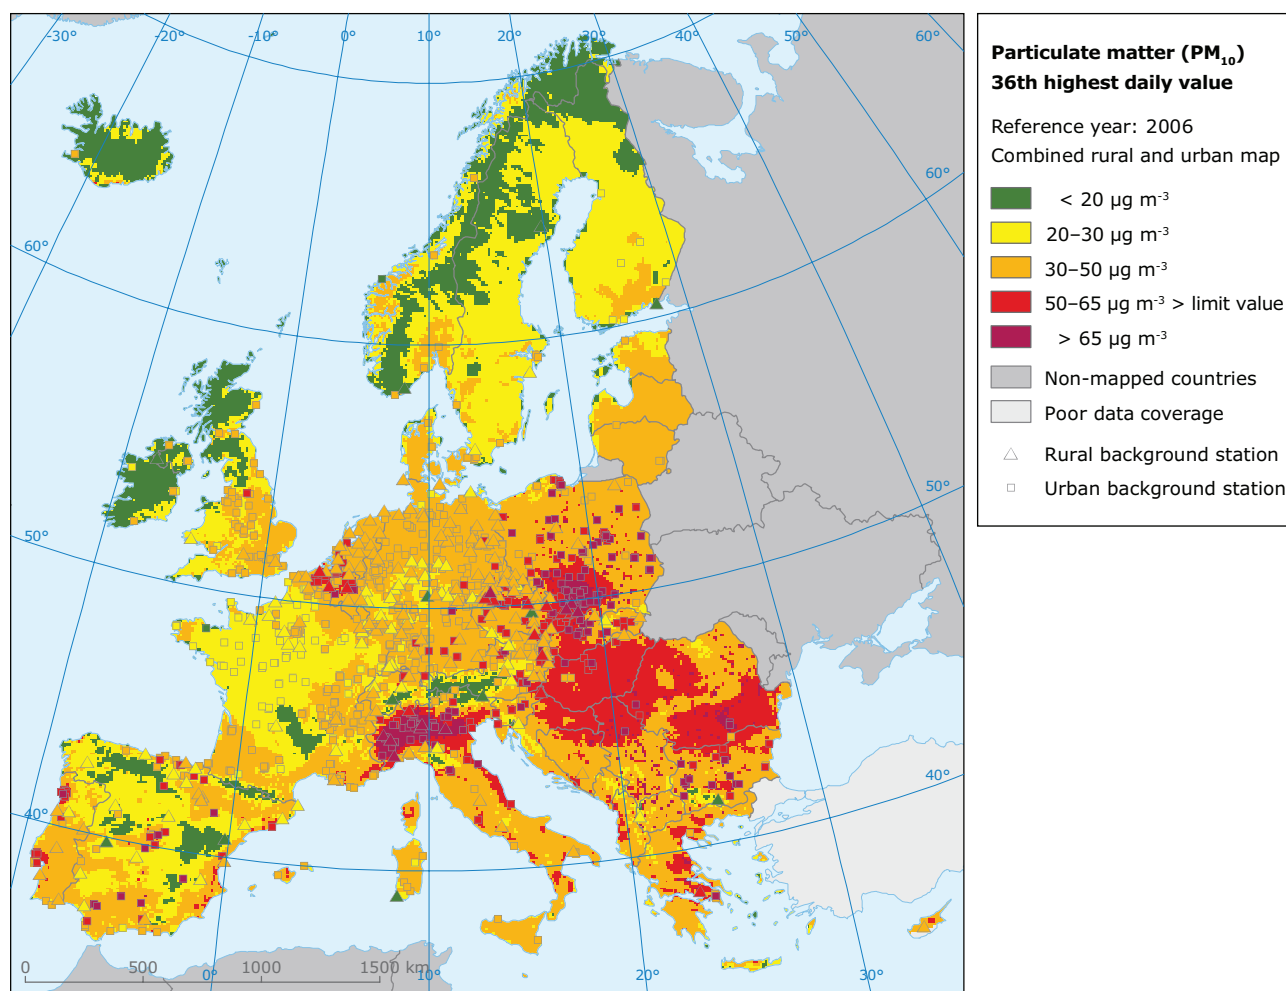 -30° -20° -10° 0° 10° 20° 30° 40° 50° 60°
60°
60°
50°
50°
40°
40°
0 500 1000 1500 km
0° 10° 20° 30°
Particulate matter (PM10)
36th highest daily value
Reference year: 2006
Combined rural and urban map
< 20 µg m-3
20–30 µg m-3
30–50 µg m-3
50–65 µg m-3 > limit value
> 65 µg m-3
Non-mapped countries
Poor data coverage
Rural background station
Urban background station